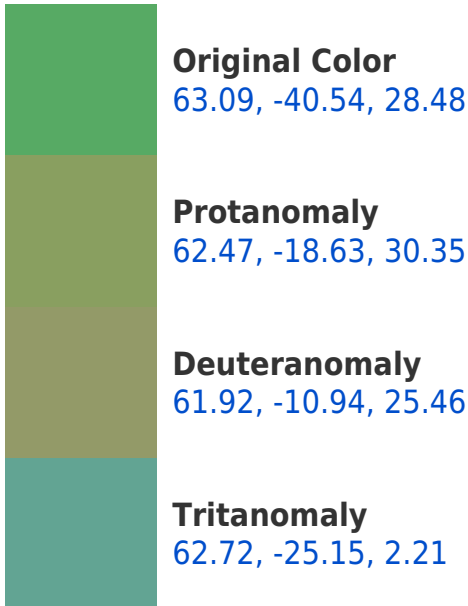 Original Color
63.09, -40.54, 28.48
Protanomaly
62.47, -18.63, 30.35
Deuteranomaly
61.92, -10.94, 25.46
Tritanomaly
62.72, -25.15, 2.21